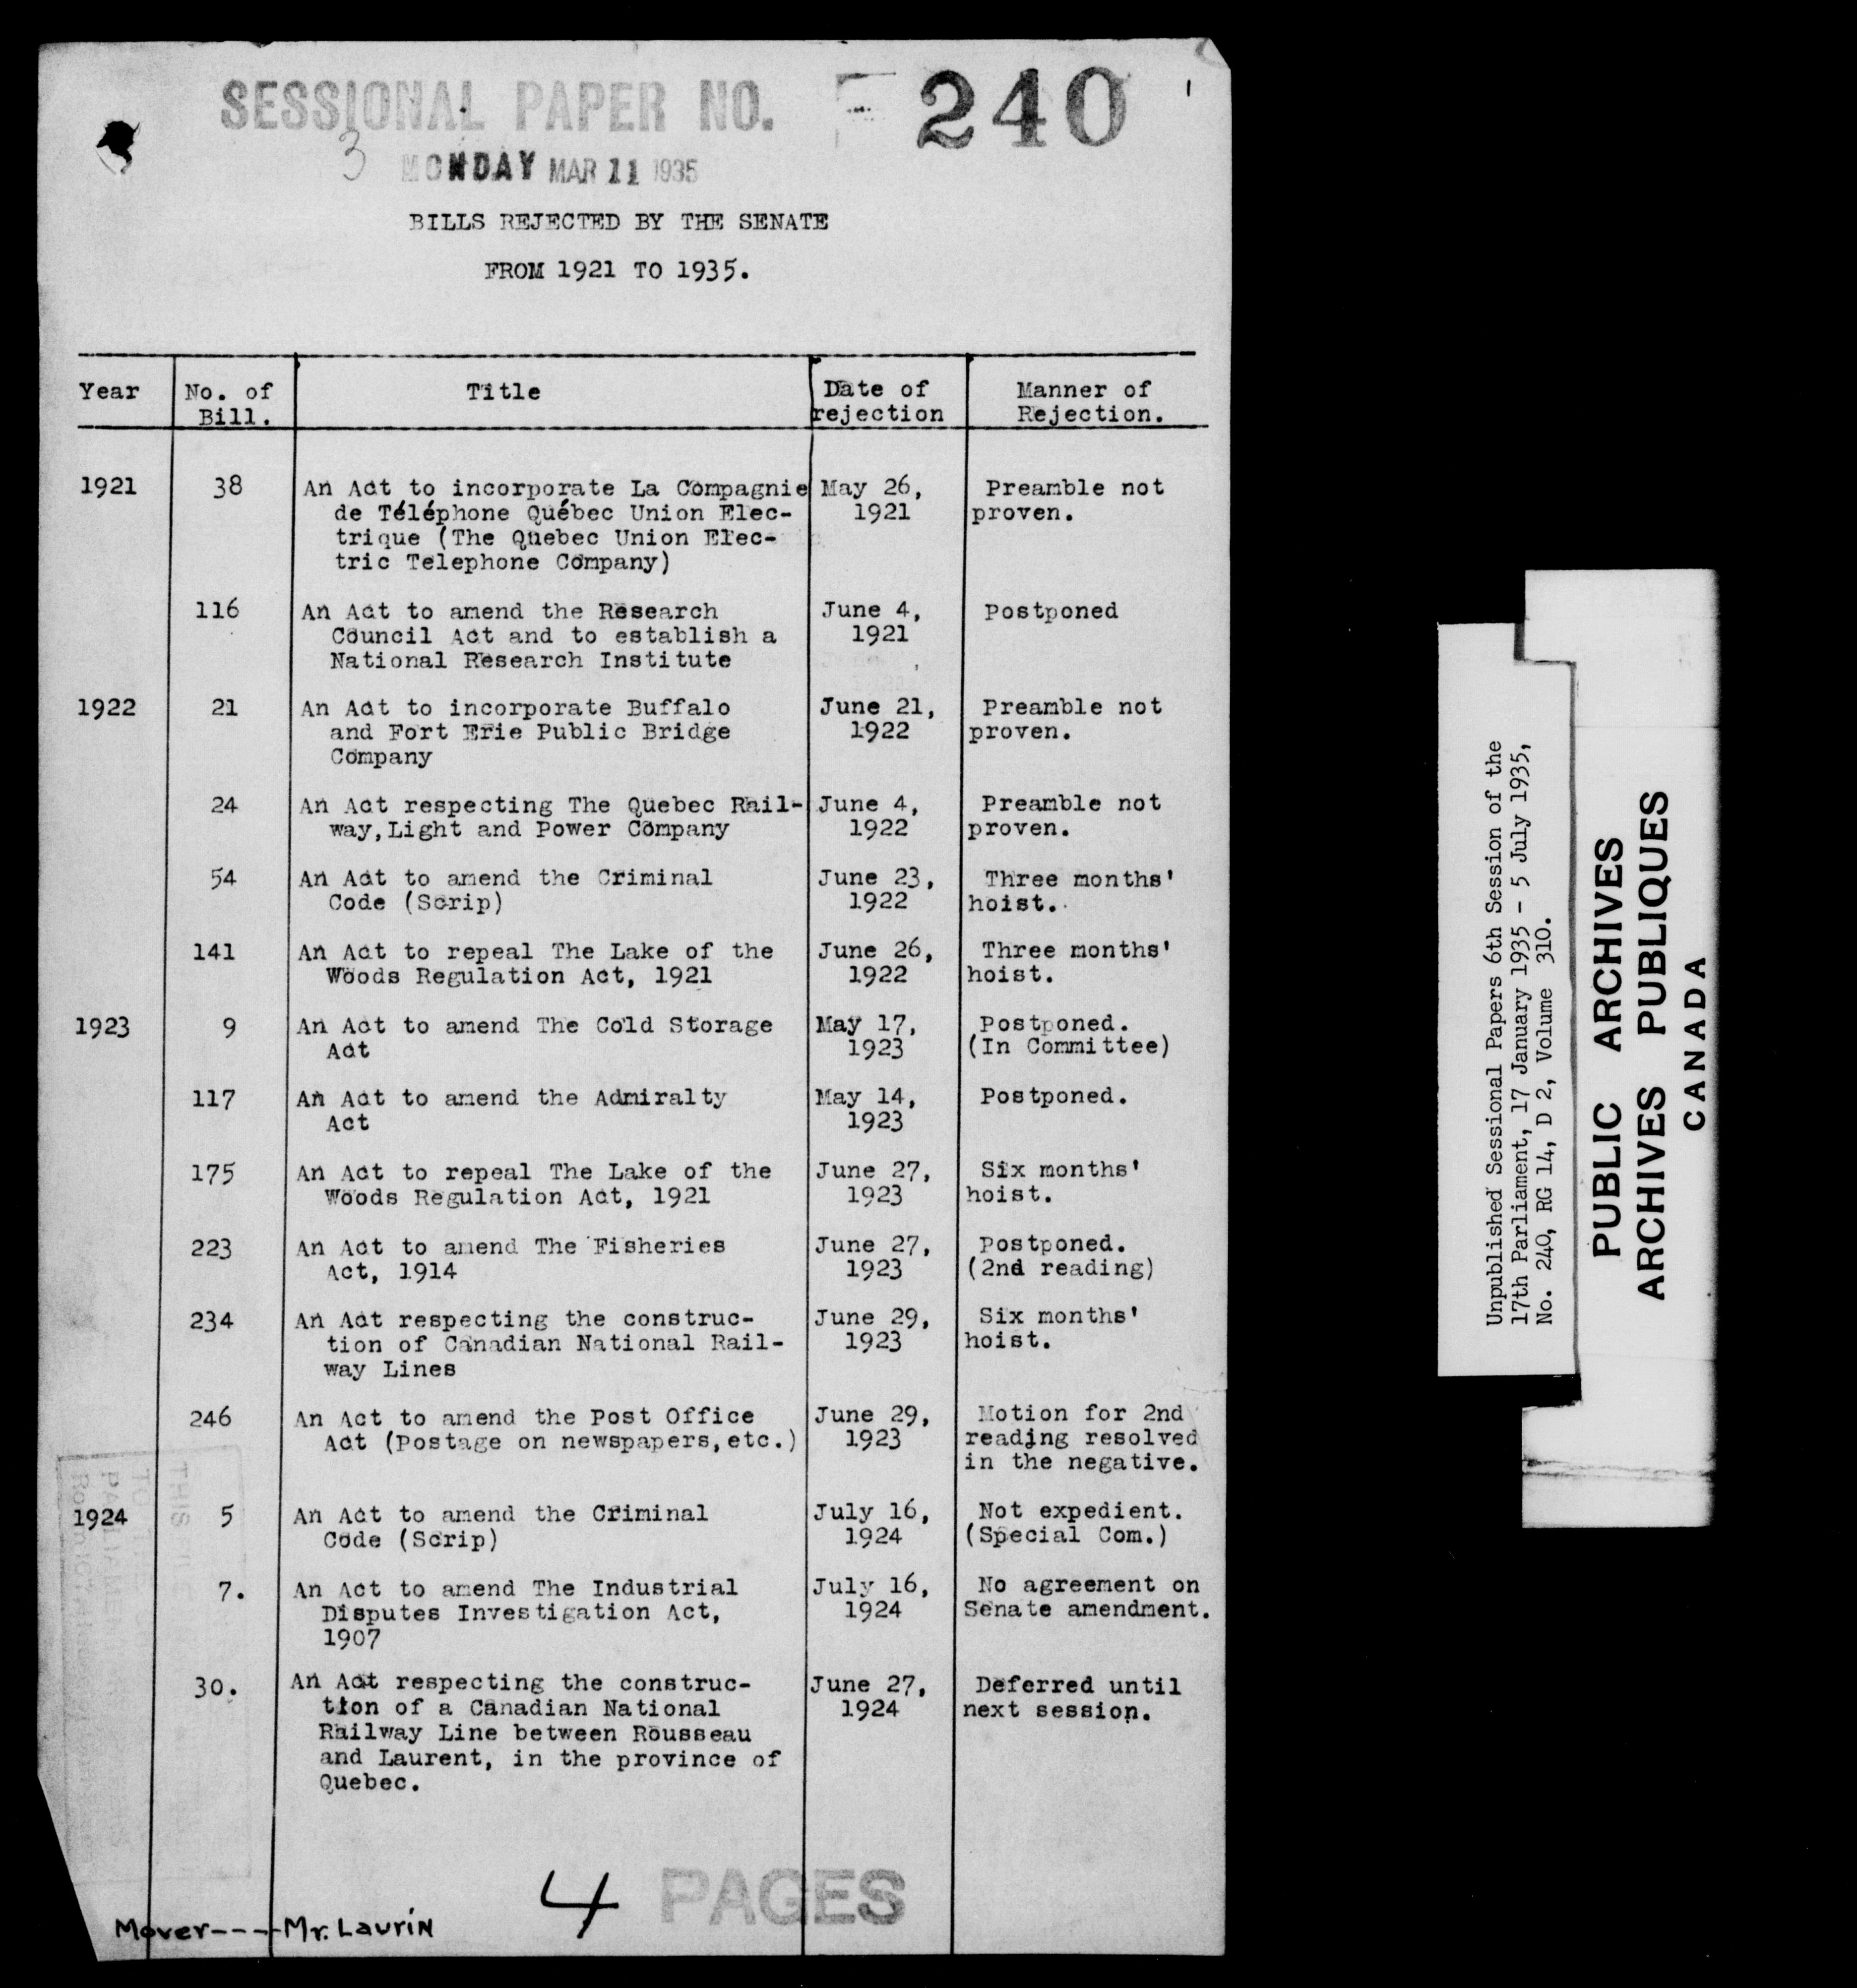 SESSIONAL PAPER NO. 240
3 MONDAY MAR 11 1935
BILLS REJECTED BY THE SENATE
FROM 1921 TO 1935.
Year No. of Title Date of Manner of
Bill. rejection Rejection.
1921 38 An Act to incorporate La Compagnie May 26, Preamble not
de Téléphone Québec Union Elec- 1921 proven.
trique (The Quebec Union Elec-
tric Telephone Company)
116 An Act to amend the Research June 4, Postponed
Council Act and to establish a 1921
National Research Institute
1922 21 An Act to incorporate Buffalo June 21, Preamble not
and Fort Erie Public Bridge 1922 proven.
Company
24 An Act respecting The Quebec Rail- June 4, Preamble not
way, Light and Power Company 1922 proven.
54 An Act to amend the Criminal June 23, Three months'
Code (Scrip) 1922 hoist.
141 An Act to repeal The Lake of the June 26, Three months'
Woods Regulation Act, 1921 1922 hoist.
1923 9 An Act to amend The Cold Storage May 17, Postponed.
Act 1923 (In Committee)
117 An Act to amend the Admiralty May 14, Postponed.
Act 1923
175 An Act to repeal The Lake of the June 27, Six months'
Woods Regulation Act, 1921 1923 hoist.
223 An Act to amend The Fisheries June 27, Postponed.
Act, 1914 1923 (2nd reading)
234 An Act respecting the construc- June 29, Six months'
tion of Canadian National Rail- 1923 hoist.
way Lines
246 An Act to amend the Post Office June 29, Motion for 2nd
Act (Postage on newspapers, etc.) 1923 reading resolved
in the negative.
1924 5 An Act to amend the Criminal July 16, Not expedient.
Code (Scrip) 1924 (Special Com.)
7. An Act to amend The Industrial July 16, No agreement on
Disputes Investigation Act, 1924 Senate amendment.
1907
30. An Act respecting the construc- June 27, Deferred until
tion of a Canadian National 1924 next session.
Railway Line between Rousseau
and Laurent, in the province of
Quebec.
4 PAGES
Mover----Mr. Laurin
Unpublished Sessional Papers 6th Session of the
17th Parliament, 17 January 1935 - 5 July 1935,
No. 240, RG 14, D 2, Volume 310.
PUBLIC ARCHIVES
ARCHIVES PUBLIQUES
CANADA